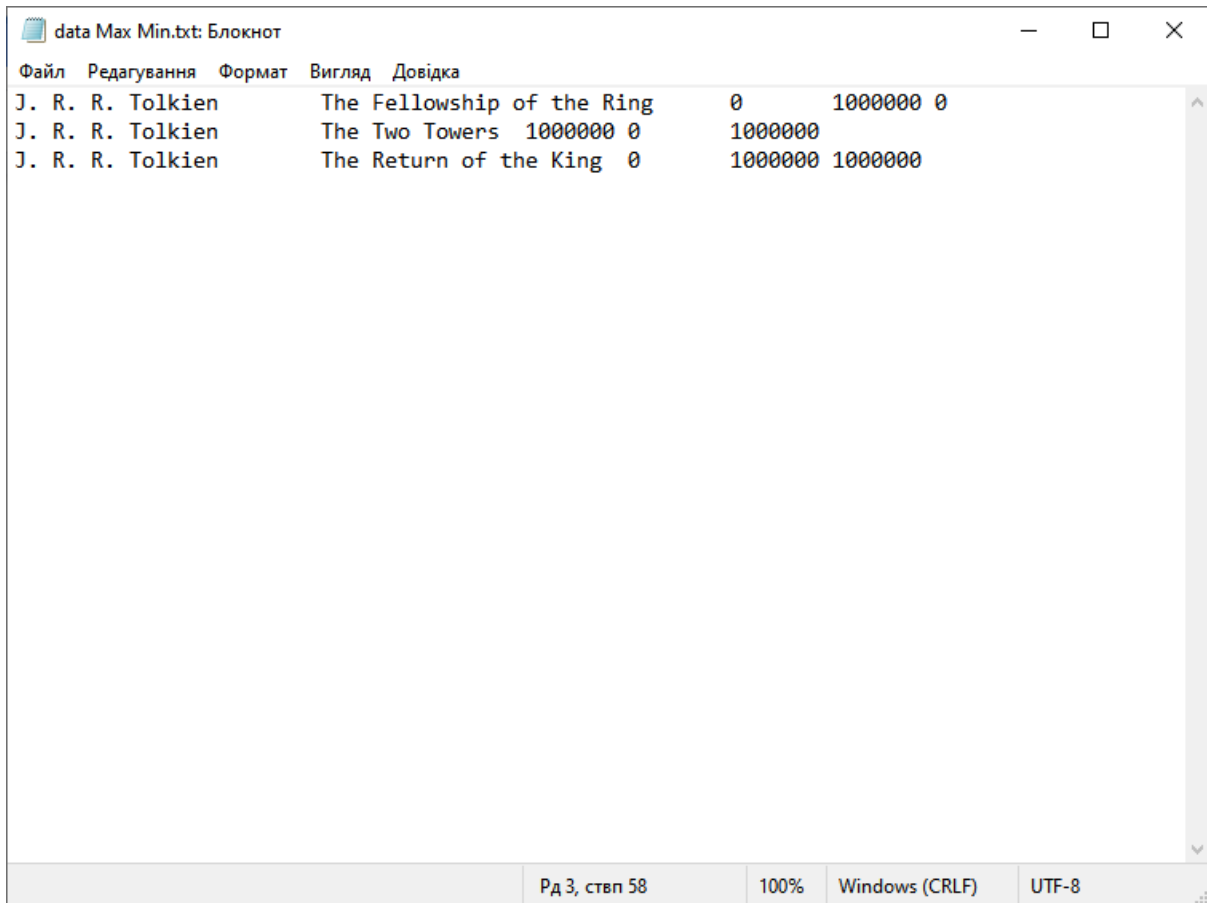 data Max Min.txt: Блокнот
Файл Редагування Формат Вигляд Довідка
J. R. R. Tolkien The Fellowship of the Ring 0 1000000 0
J. R. R. Tolkien The Two Towers 1000000 0 1000000
J. R. R. Tolkien The Return of the King 0 1000000 1000000
Рд 3, ствп 58 100% Windows (CRLF) UTF-8